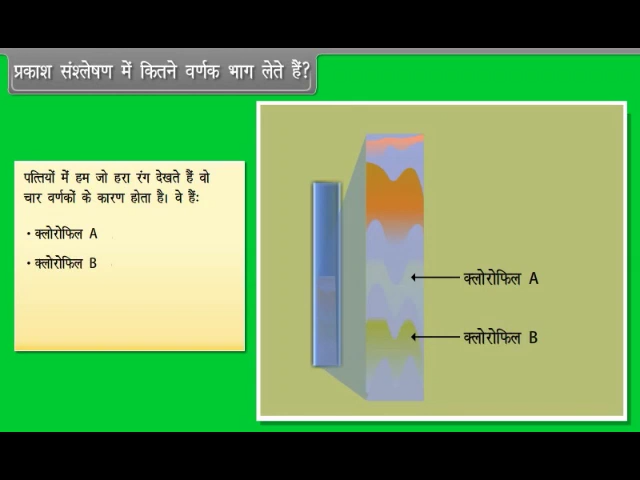 प्रकाश संश्लेषण में कितने वर्णक भाग लेते हैं?
पत्तियों में हम जो हरा रंग देखते हैं वो
चार वर्णकों के कारण होता है। वे हैं:
• क्लोरोफिल A
• क्लोरोफिल B
क्लोरोफिल A
क्लोरोफिल B